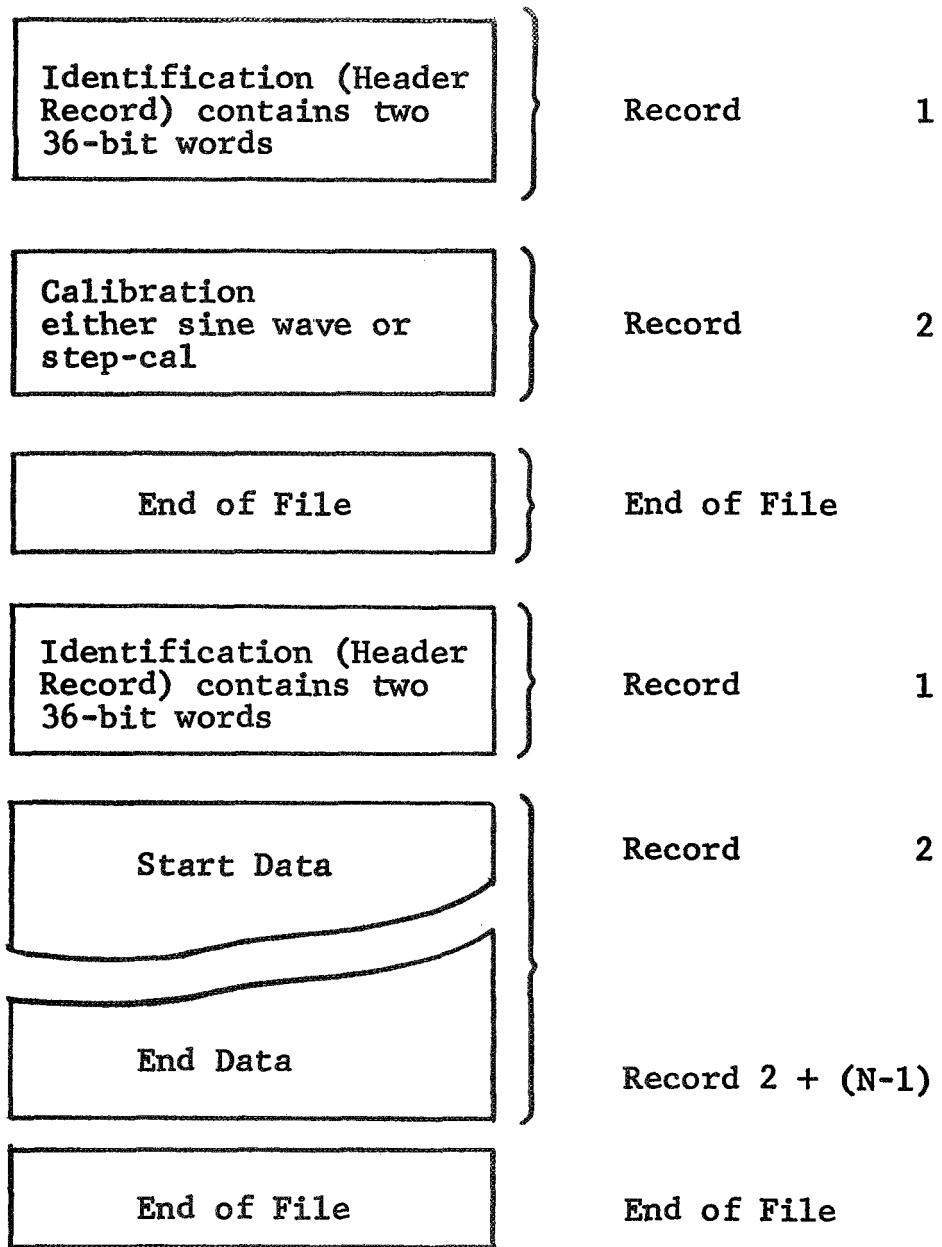 Identification (Header
Record) contains two
36-bit words
Record 1
Calibration
either sine wave or
step-cal
Record 2
End of File
End of File
Identification (Header
Record) contains two
36-bit words
Record 1
Start Data
Record 2
End Data
Record 2 + (N-1)
End of File
End of File